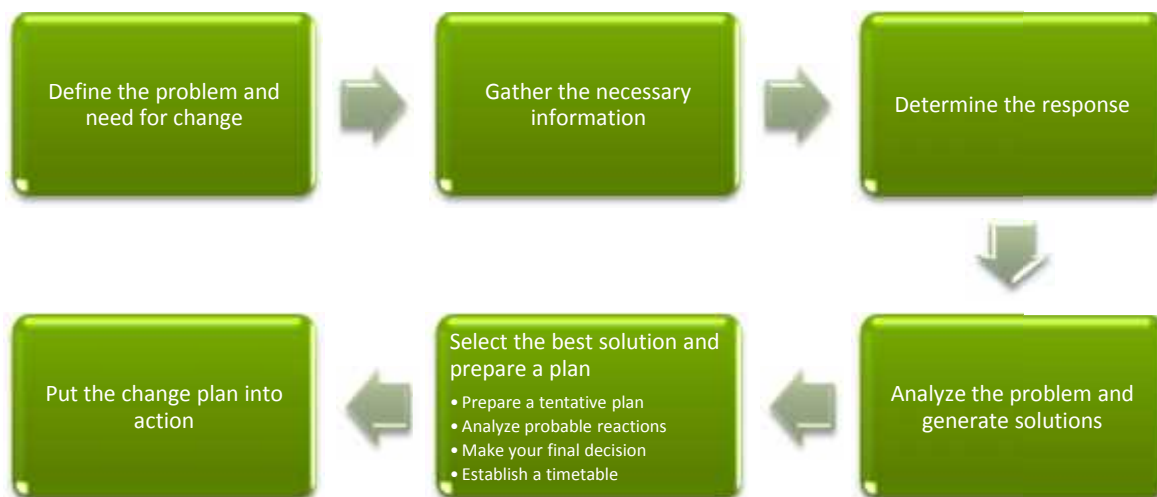 Define the problem and
need for change
Gather the necessary
information
Determine the response
Analyze the problem and
generate solutions
Select the best solution and
prepare a plan
• Prepare a tentative plan
• Analyze probable reactions
• Make your final decision
• Establish a timetable
Put the change plan into
action